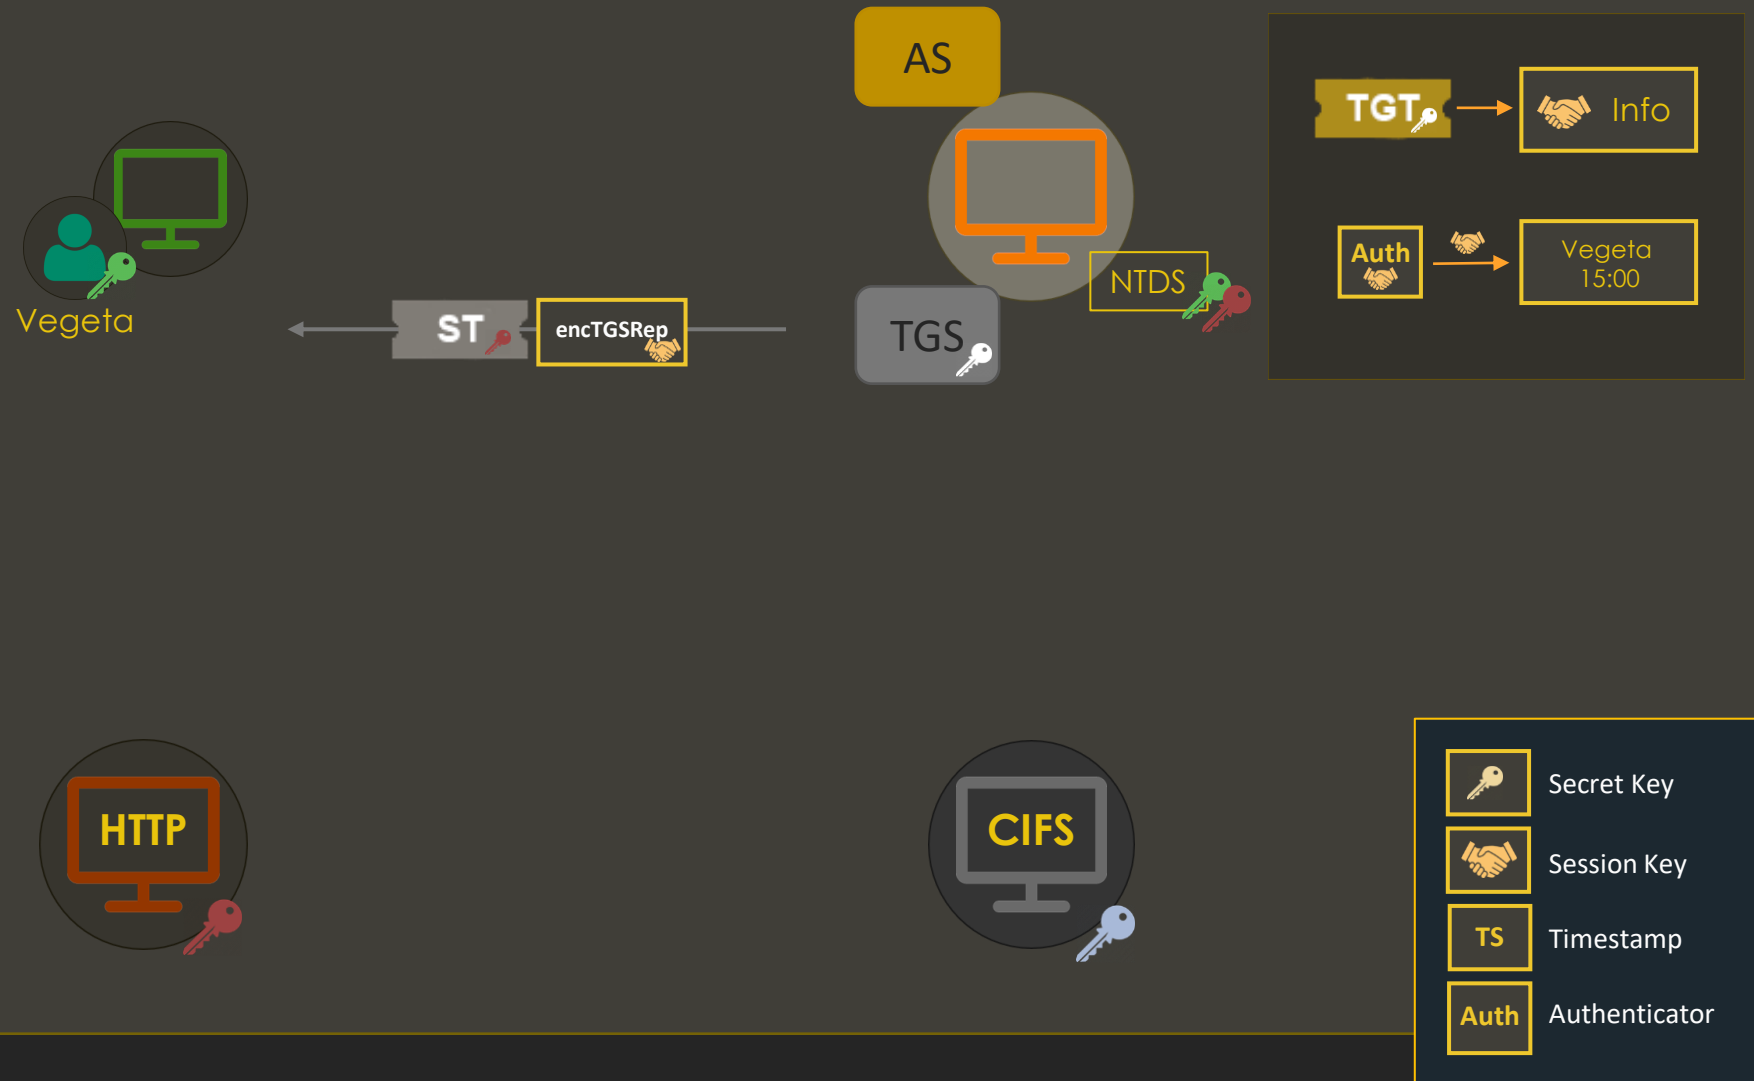 AS
TGT
Info
Auth
Vegeta
15:00
NTDS
Vegeta
ST
encTGSRep
TGS
HTTP
CIFS
Secret Key
Session Key
TS
Timestamp
Auth
Authenticator